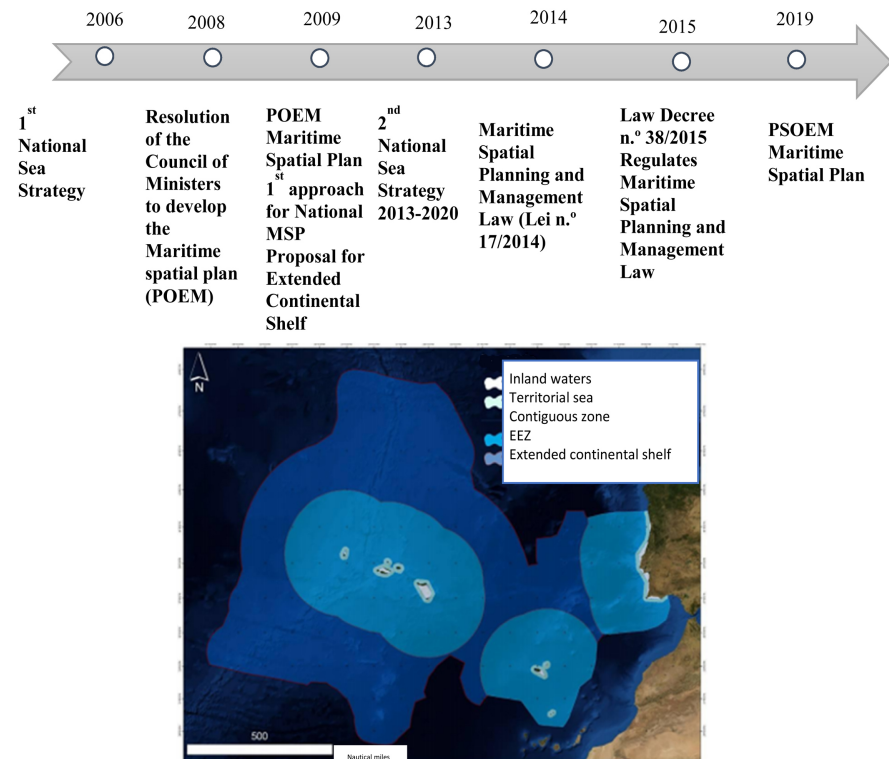 2006
2008
2009
2013
2014
2015
2019
1st
National
Sea
Strategy
Resolution
of the
Council of
Ministers
to develop
the
Maritime
spatial plan
(POEM)
POEM
Maritime
Spatial Plan
1st approach
for National
MSP
Proposal for
Extended
Continental
Shelf
2nd
National
Sea
Strategy
2013-2020
Maritime
Spatial
Planning and
Management
Law (Lei n.º
17/2014)
Law Decree
n.º 38/2015
Regulates
Maritime
Spatial
Planning and
Management
Law
PSOEM
Maritime
Spatial Plan
N
Inland waters
Territorial sea
Contiguous zone
EEZ
Extended continental shelf
500
Nautical miles